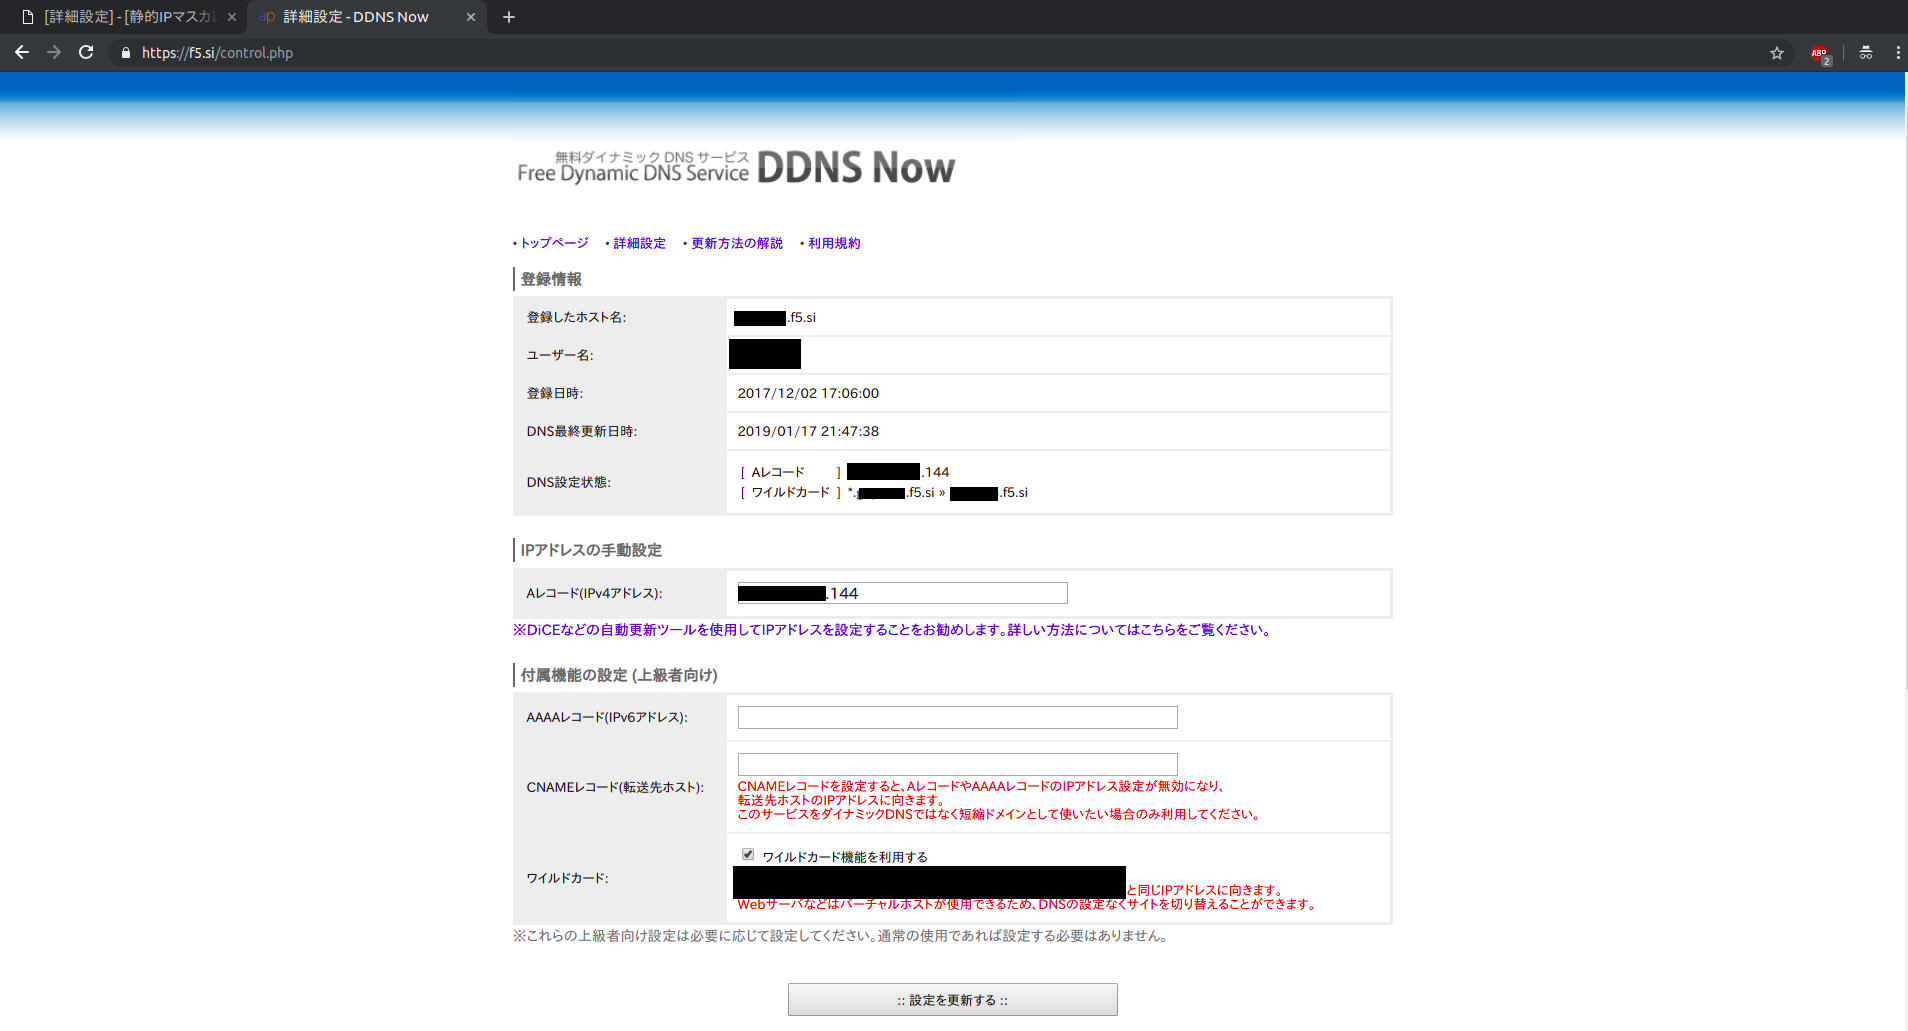 [詳細設定] - [静的IPマスカ
詳細設定 - DDNS Now
https://f5.si/control.php
ABP
2
無料ダイナミック DNS サービス
Free Dynamic DNS Service DDNS Now
・トップページ ・詳細設定 ・更新方法の解説 ・利用規約
登録情報
登録したホスト名: .f5.si
ユーザー名:
登録日時: 2017/12/02 17:06:00
DNS最終更新日時: 2019/01/17 21:47:38
DNS設定状態:
[ Aレコード ] .144
[ ワイルドカード ] *. .f5.si » .f5.si
IPアドレスの手動設定
Aレコード(IPv4アドレス): .144
※DiCEなどの自動更新ツールを使用してIPアドレスを設定することをお勧めします。詳しい方法についてはこちらをご覧ください。
付属機能の設定 (上級者向け)
AAAAレコード(IPv6アドレス):
CNAMEレコード(転送先ホスト):
CNAMEレコードを設定すると、AレコードやAAAAレコードのIPアドレス設定が無効になり、
転送先ホストのIPアドレスに向きます。
このサービスをダイナミックDNSではなく短縮ドメインとして使いたい場合のみ利用してください。
ワイルドカード:
ワイルドカード機能を利用する
と同じIPアドレスに向きます。
Webサーバなどはバーチャルホストが使用できるため、DNSの設定なくサイトを切り替えることができます。
※これらの上級者向け設定は必要に応じて設定してください。通常の使用であれば設定する必要はありません。
:: 設定を更新する ::